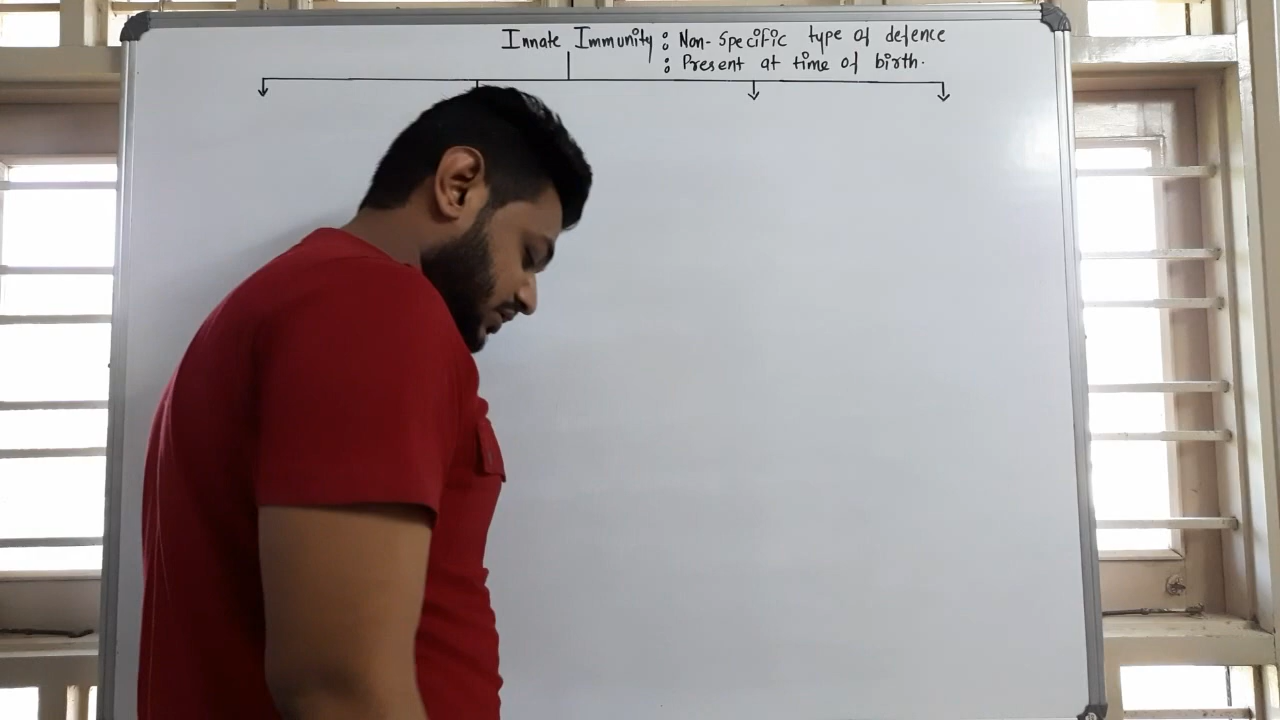 Innate Immunity : Non-Specific type of defence
: Present at time of birth.